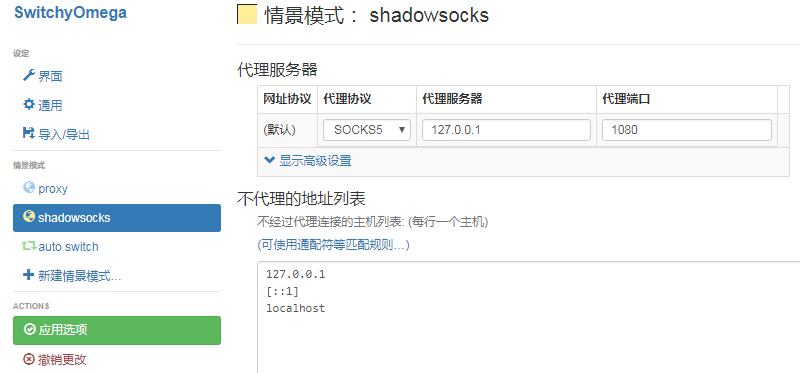 SwitchyOmega
设定
界面
通用
导入/导出
情景模式
proxy
shadowsocks
auto switch
新建情景模式...
ACTIONS
应用选项
撤销更改
情景模式： shadowsocks
代理服务器
网址协议 代理协议 代理服务器 代理端口
(默认) SOCKS5 127.0.0.1 1080
显示高级设置
不代理的地址列表
不经过代理连接的主机列表: (每行一个主机)
(可使用通配符等匹配规则...)
127.0.0.1
[::1]
localhost